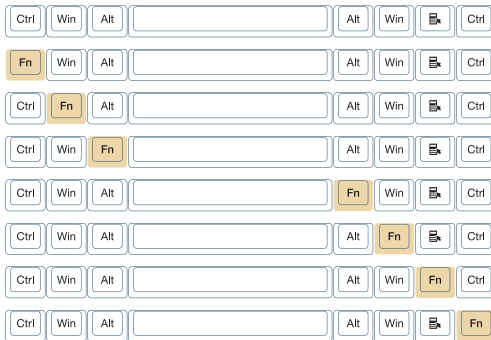 Ctrl Win Alt Alt Win Ctrl
Fn Win Alt Alt Win Ctrl
Ctrl Fn Alt Alt Win Ctrl
Ctrl Win Fn Alt Win Ctrl
Ctrl Win Alt Fn Win Ctrl
Ctrl Win Alt Alt Fn Ctrl
Ctrl Win Alt Alt Win Fn Ctrl
Ctrl Win Alt Alt Win Fn